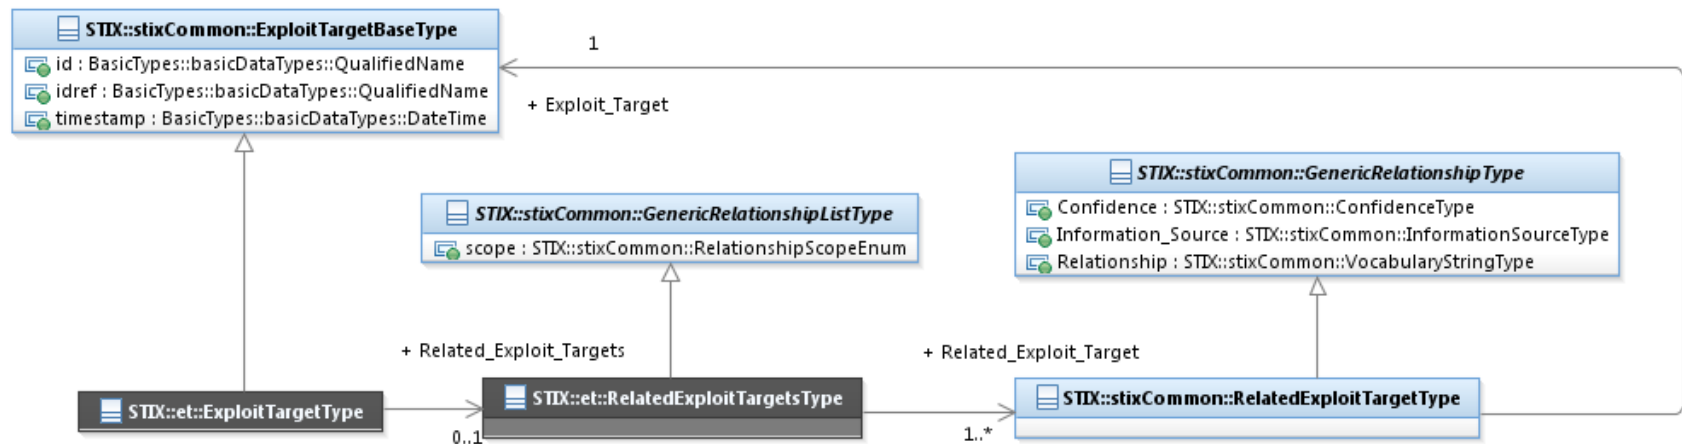 STIX::stixCommon::ExploitTargetBaseType
id : BasicTypes::basicDataTypes::QualifiedName
idref : BasicTypes::basicDataTypes::QualifiedName
timestamp : BasicTypes::basicDataTypes::DateTime
1
+ Exploit_Target
STIX::stixCommon::GenericRelationshipType
Confidence : STIX::stixCommon::ConfidenceType
Information_Source : STIX::stixCommon::InformationSourceType
Relationship : STIX::stixCommon::VocabularyStringType
STIX::stixCommon::GenericRelationshipListType
scope : STIX::stixCommon::RelationshipScopeEnum
+ Related_Exploit_Targets
+ Related_Exploit_Target
STIX::et::ExploitTargetType
0..1
STIX::et::RelatedExploitTargetsType
1..*
STIX::stixCommon::RelatedExploitTargetType